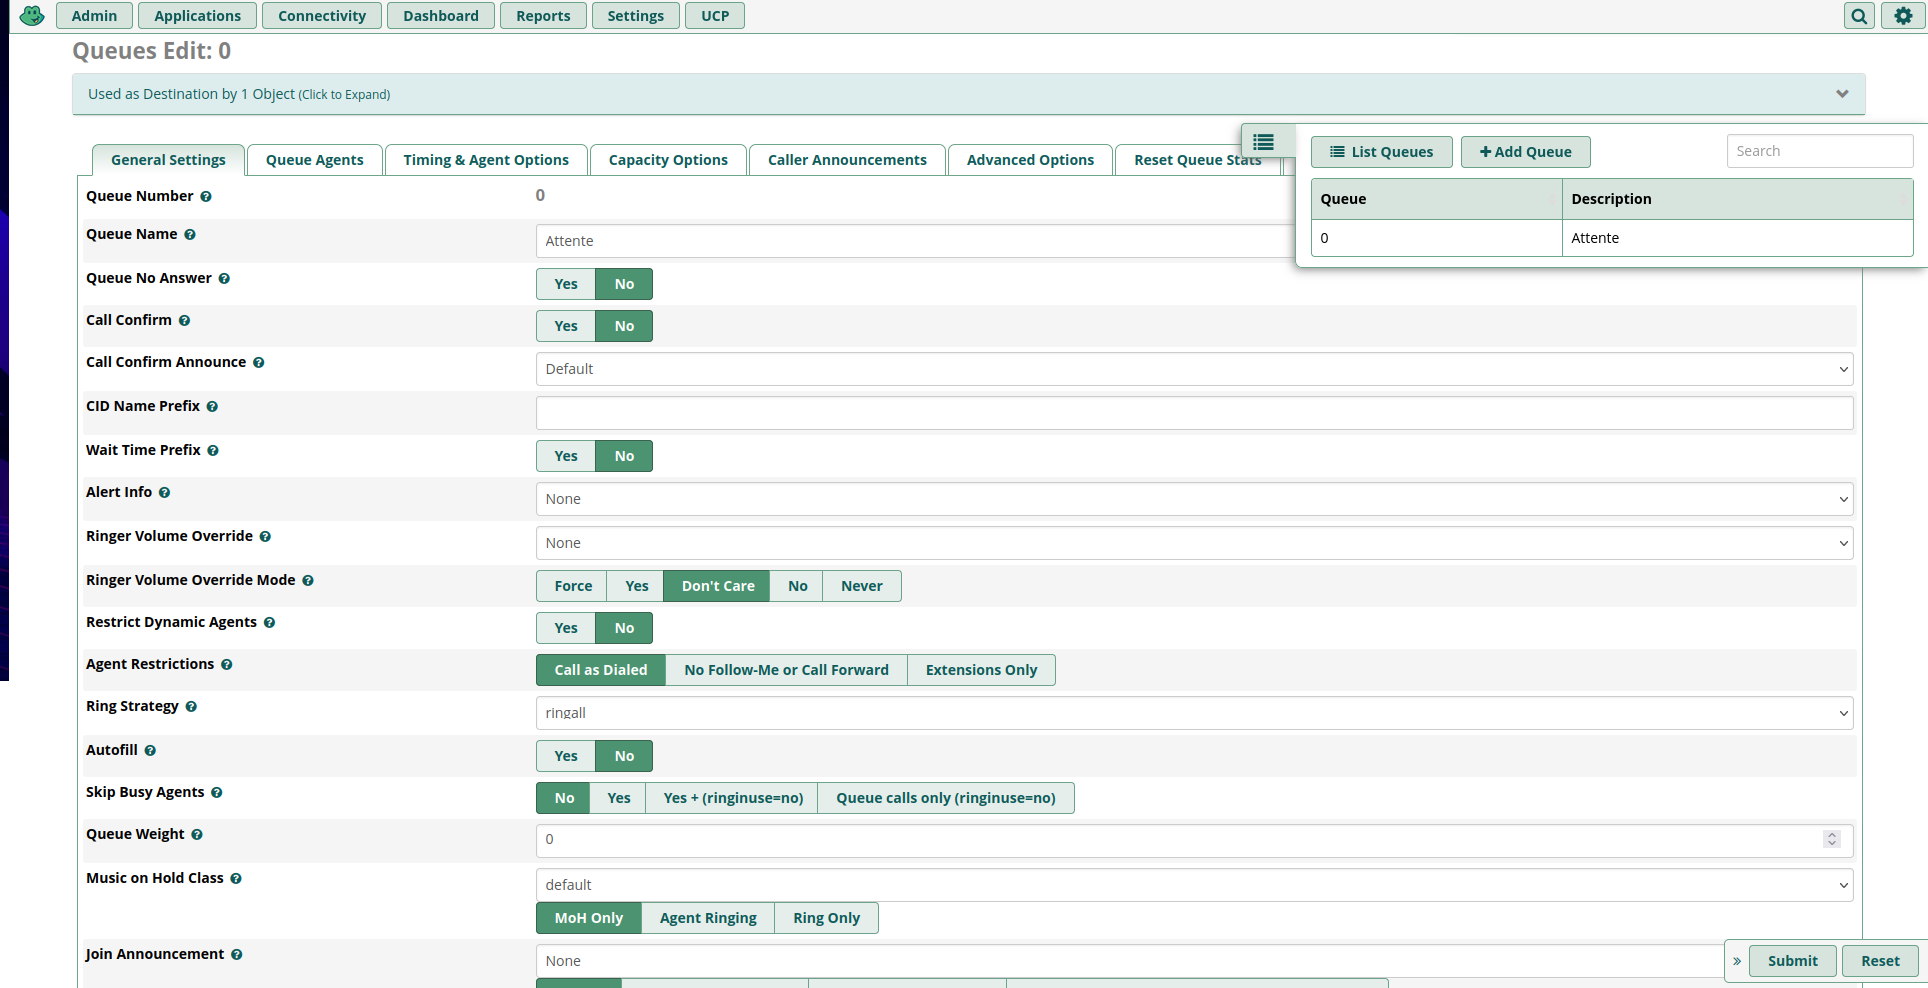 Admin Applications Connectivity Dashboard Reports Settings UCP
Queues Edit: 0
Used as Destination by 1 Object (Click to Expand)
List Queues Add Queue Search
Queue Description
0 Attente
General Settings Queue Agents Timing & Agent Options Capacity Options Caller Announcements Advanced Options Reset Queue Stats
Queue Number 0
Queue Name Attente
Queue No Answer Yes No
Call Confirm Yes No
Call Confirm Announce Default
CID Name Prefix
Wait Time Prefix Yes No
Alert Info None
Ringer Volume Override None
Ringer Volume Override Mode Force Yes Don't Care No Never
Restrict Dynamic Agents Yes No
Agent Restrictions Call as Dialed No Follow-Me or Call Forward Extensions Only
Ring Strategy ringall
Autofill Yes No
Skip Busy Agents No Yes Yes + (ringinuse=no) Queue calls only (ringinuse=no)
Queue Weight 0
Music on Hold Class default
MoH Only Agent Ringing Ring Only
Join Announcement None
» Submit Reset